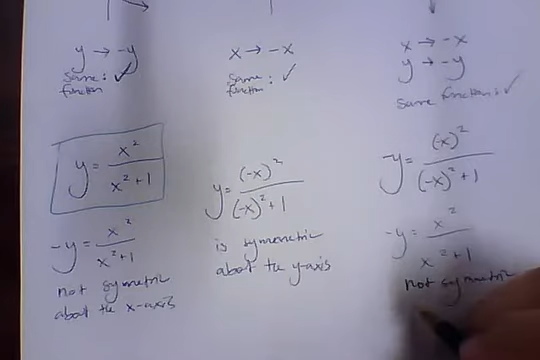 y → -y
same: ✓
function
y = x² / x² + 1
-y = x² / x² + 1
not symmetric
about the x-axis
x → -x
same: ✓
function
y = (-x)² / (-x)² + 1
is symmetric
about the y-axis
x → -x
y → -y
same function: ✓
-y = (-x)² / (-x)² + 1
-y = x² / x² + 1
not symmetric